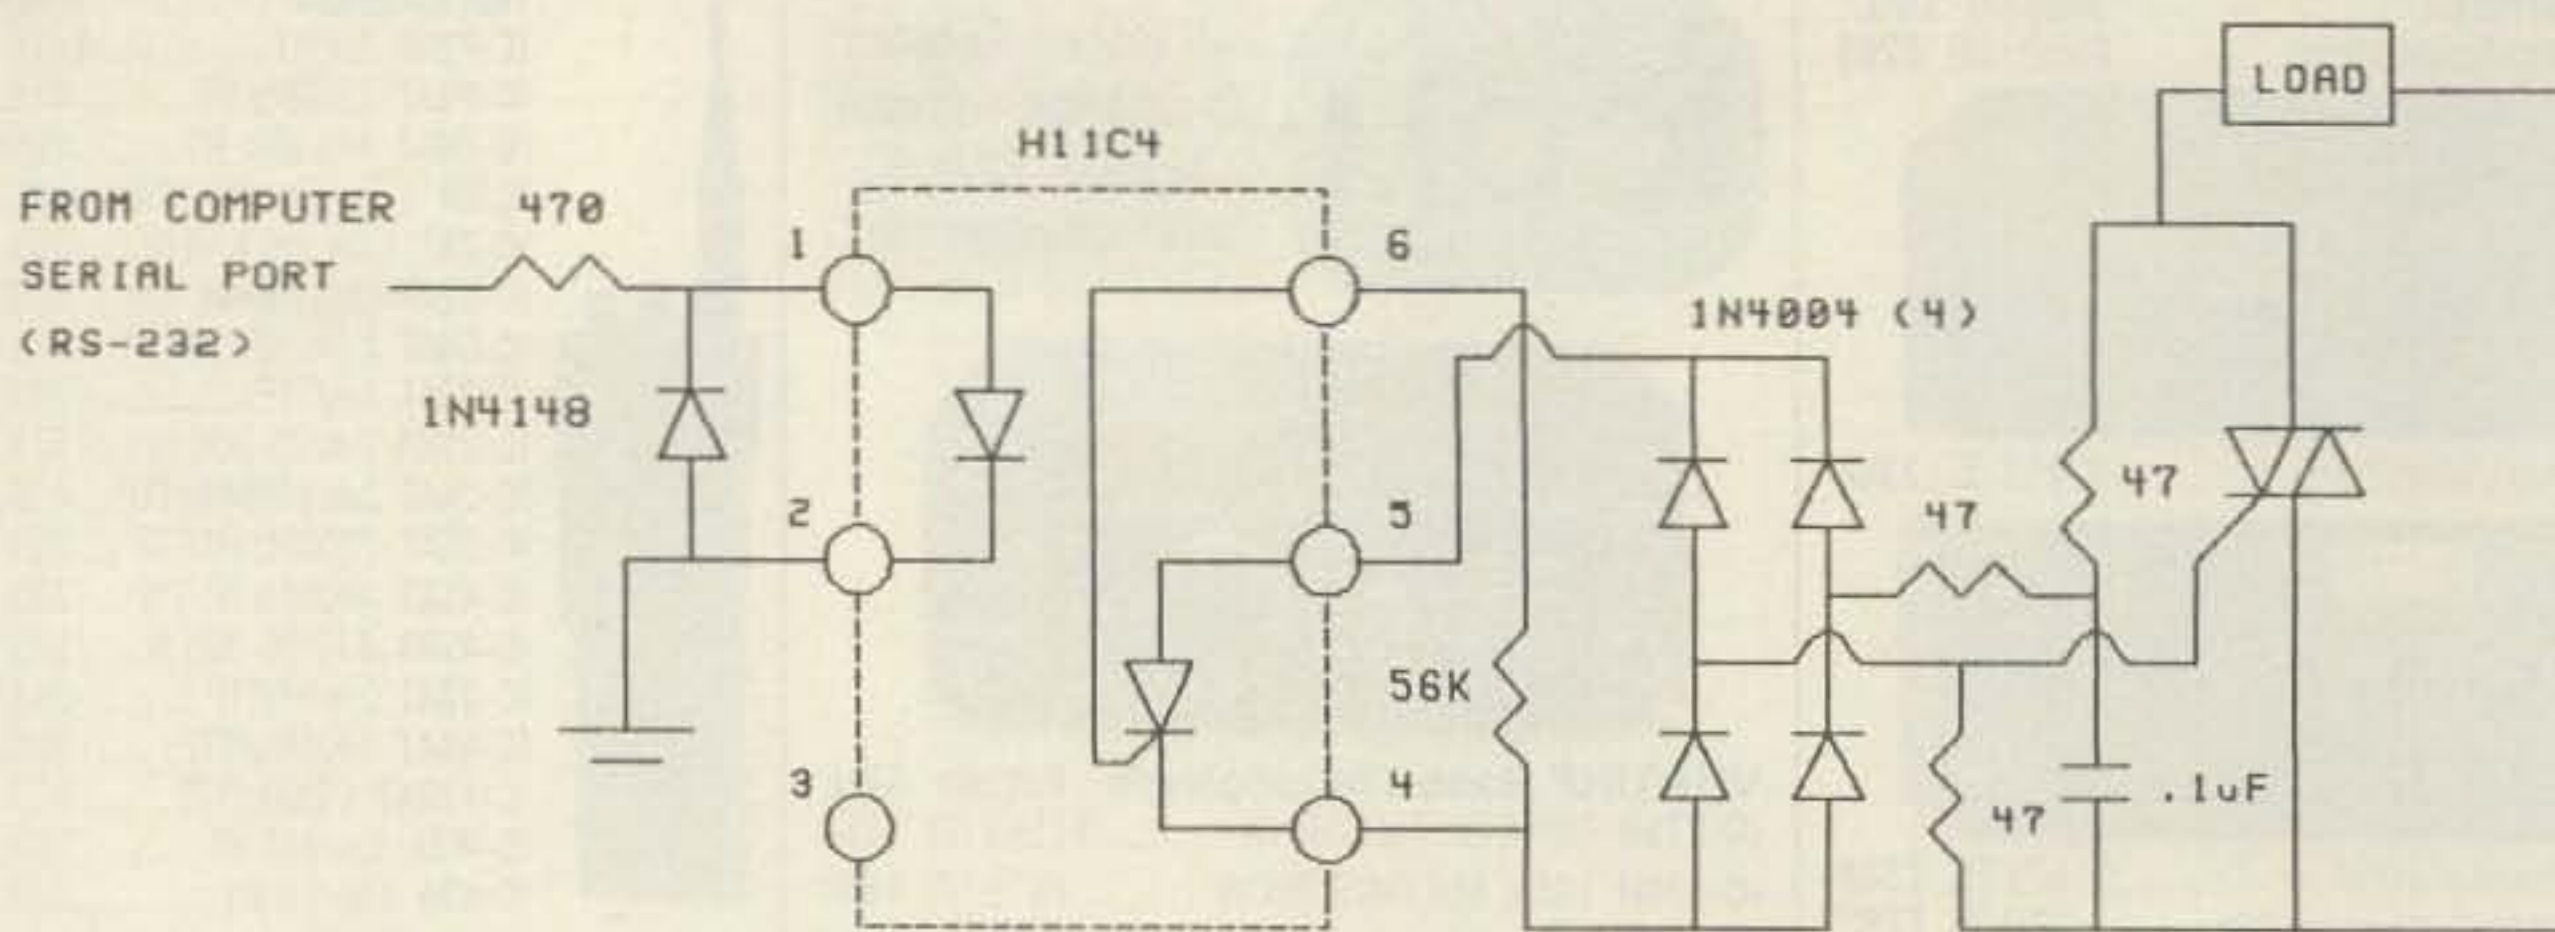 LOAD
H11C4
FROM COMPUTER
SERIAL PORT
(RS-232)
470
1
6
1N4004 (4)
1N4148
2
5
47
47
56K
3
4
47
.1uF